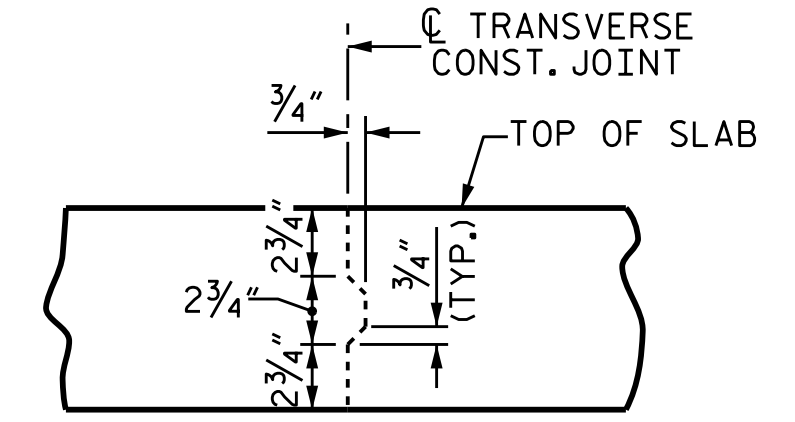 ℄ TRANSVERSE
CONST. JOINT
3/4"
TOP OF SLAB
2 3/4"
3/4"
(TYP.)
2 3/4"
2 3/4"